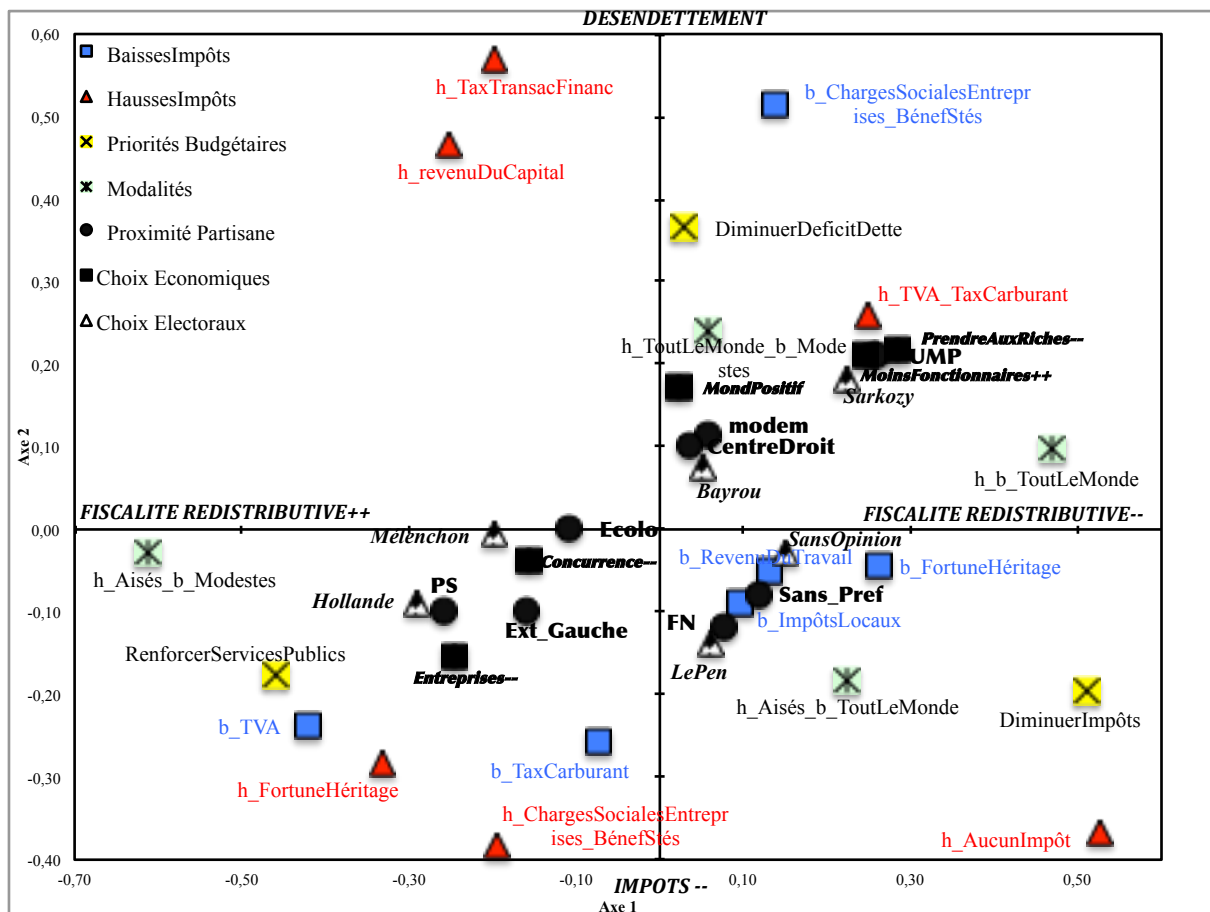 DESENDETTEMENT
0,60
BaissesImpôts
h_TaxTransacFinanc
b_ChargesSocialesEntrepr
ises_BénefStés
HaussesImpôts
0,50
Priorités Budgétaires
h_revenuDuCapital
Modalités
0,40
Proximité Partisane
DiminuerDeficitDette
Choix Economiques
0,30
h_TVA_TaxCarburant
Choix Electoraux
h_ToutLeMonde_b_Mode
stes
PrendreAuxRiches--
UMP
0,20
MondPositif
MoinsFonctionnaires++
Sarkozy
modem
0,10
CentreDroit
Axe 2
Bayrou
h_b_ToutLeMonde
FISCALITE REDISTRIBUTIVE++
FISCALITE REDISTRIBUTIVE--
0,00
Mélenchon
Ecolo
SansOpinion
b_RevenuDuTravail
Concurrence--
b_FortuneHéritage
h_Aisés_b_Modestes
PS
Hollande
Sans_Pref
-0,10
Ext_Gauche
FN
b_ImpôtsLocaux
RenforcerServicesPublics
LePen
Entreprises--
-0,20
h_Aisés_b_ToutLeMonde
DiminuerImpôts
b_TVA
b_TaxCarburant
-0,30
h_FortuneHéritage
h_ChargesSocialesEntrepr
ises_BénefStés
h_AucunImpôt
-0,40
-0,70
-0,50
-0,30
-0,10
0,10
0,30
0,50
IMPOTS --
Axe 1